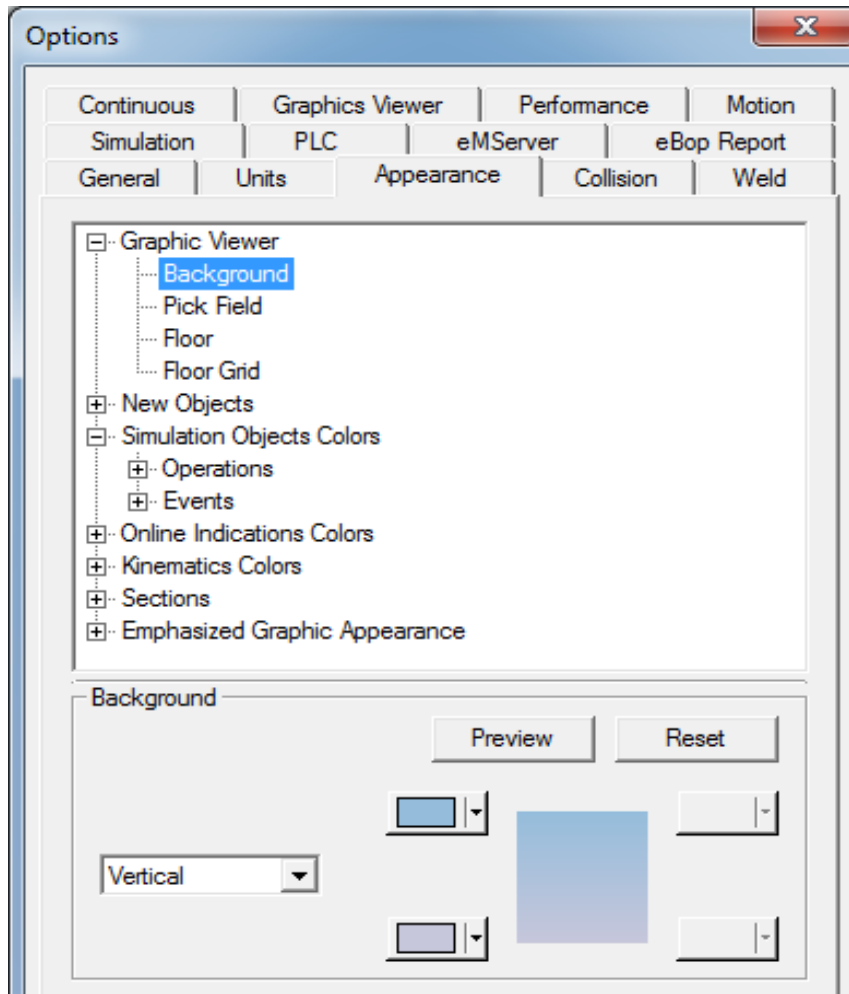 Options
Continuous Graphics Viewer Performance Motion
Simulation PLC eMServer eBop Report
General Units Appearance Collision Weld
Graphic Viewer
Background
Pick Field
Floor
Floor Grid
New Objects
Simulation Objects Colors
Operations
Events
Online Indications Colors
Kinematics Colors
Sections
Emphasized Graphic Appearance
Background
Preview Reset
Vertical